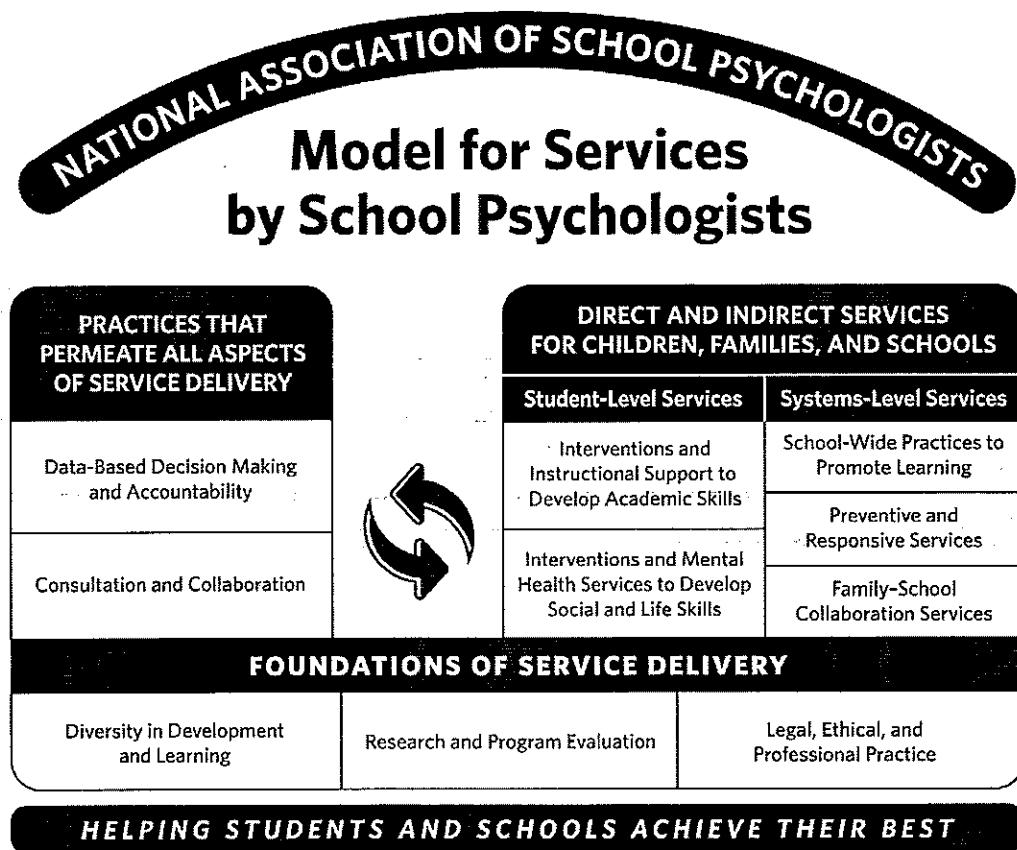 NATIONAL ASSOCIATION OF SCHOOL PSYCHOLOGISTS
Model for Services
by School Psychologists
PRACTICES THAT
PERMEATE ALL ASPECTS
OF SERVICE DELIVERY
Data-Based Decision Making
and Accountability
Consultation and Collaboration
DIRECT AND INDIRECT SERVICES
FOR CHILDREN, FAMILIES, AND SCHOOLS
Student-Level Services
Interventions and
Instructional Support to
Develop Academic Skills
Interventions and Mental
Health Services to Develop
Social and Life Skills
Systems-Level Services
School-Wide Practices to
Promote Learning
Preventive and
Responsive Services
Family–School
Collaboration Services
FOUNDATIONS OF SERVICE DELIVERY
Diversity in Development
and Learning
Research and Program Evaluation
Legal, Ethical, and
Professional Practice
HELPING STUDENTS AND SCHOOLS ACHIEVE THEIR BEST